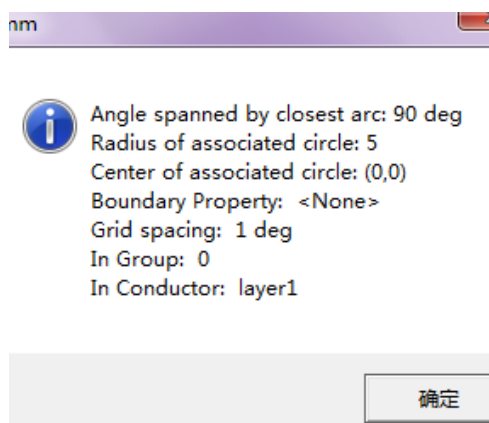 Angle spanned by closest arc: 90 deg
Radius of associated circle: 5
Center of associated circle: (0,0)
Boundary Property:  <None>
Grid spacing:  1 deg
In Group:  0
In Conductor:  layer1
确定